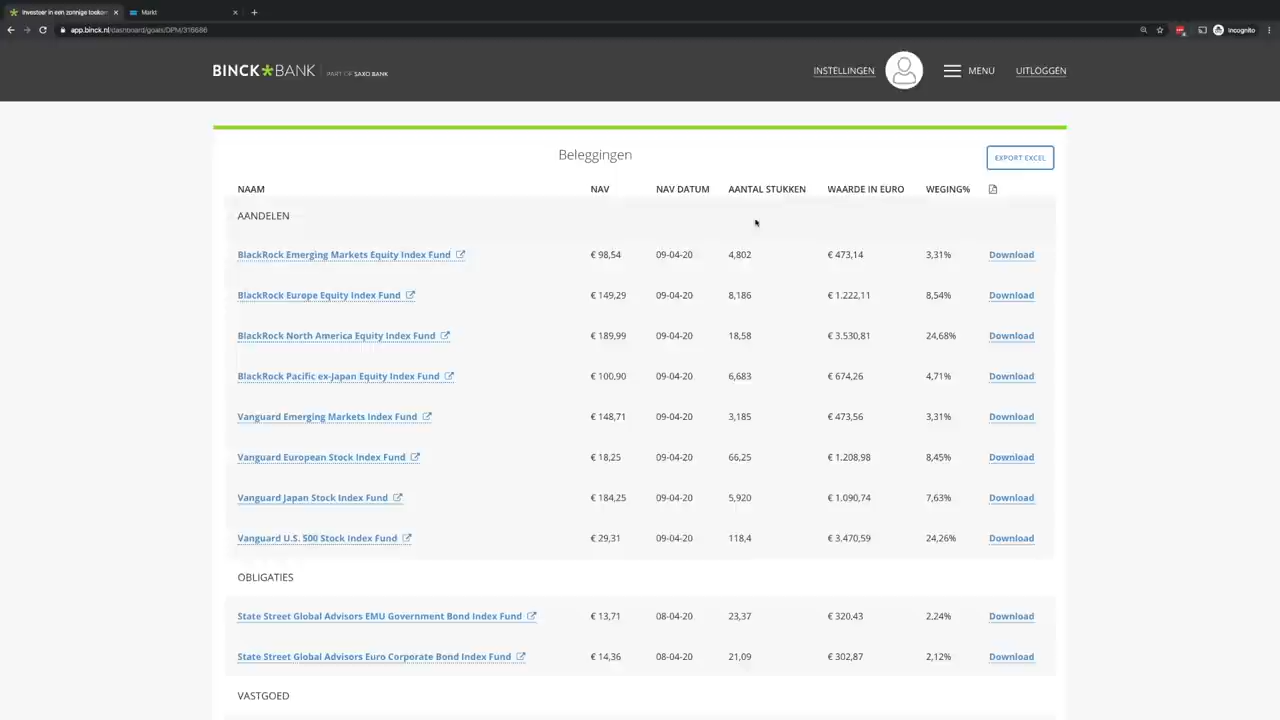 Investeer in een zonnige toekom
Markt
app.binck.nl/dashboard/goals/DPM/316686
Incognito
BINCK BANK PART OF SAXO BANK
INSTELLINGEN
MENU
UITLOGGEN
Beleggingen
EXPORT EXCEL
NAAM NAV NAV DATUM AANTAL STUKKEN WAARDE IN EURO WEGING%
AANDELEN
BlackRock Emerging Markets Equity Index Fund € 98,54 09-04-20 4,802 € 473,14 3,31% Download
BlackRock Europe Equity Index Fund € 149,29 09-04-20 8,186 € 1.222,11 8,54% Download
BlackRock North America Equity Index Fund € 189,99 09-04-20 18,58 € 3.530,81 24,68% Download
BlackRock Pacific ex-Japan Equity Index Fund € 100,90 09-04-20 6,683 € 674,26 4,71% Download
Vanguard Emerging Markets Index Fund € 148,71 09-04-20 3,185 € 473,56 3,31% Download
Vanguard European Stock Index Fund € 18,25 09-04-20 66,25 € 1.208,98 8,45% Download
Vanguard Japan Stock Index Fund € 184,25 09-04-20 5,920 € 1.090,74 7,63% Download
Vanguard U.S. 500 Stock Index Fund € 29,31 09-04-20 118,4 € 3.470,59 24,26% Download
OBLIGATIES
State Street Global Advisors EMU Government Bond Index Fund € 13,71 08-04-20 23,37 € 320,43 2,24% Download
State Street Global Advisors Euro Corporate Bond Index Fund € 14,36 08-04-20 21,09 € 302,87 2,12% Download
VASTGOED